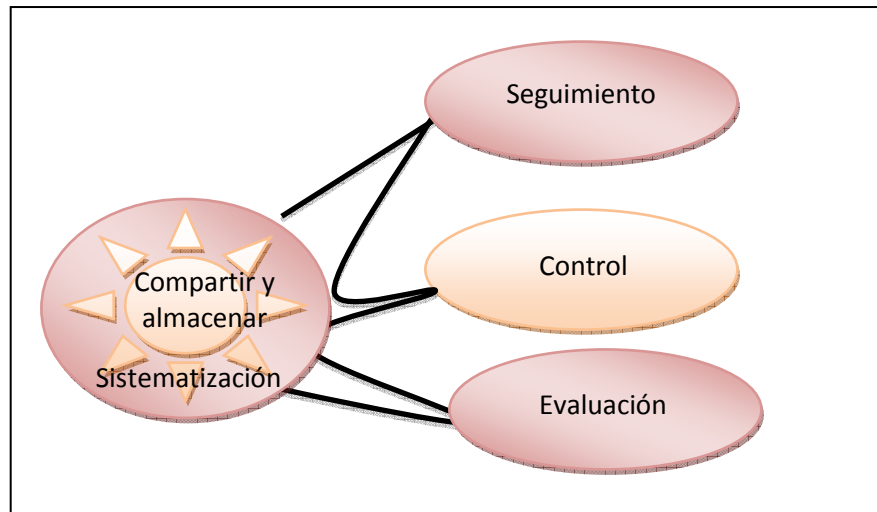 Seguimiento
Control
Compartir y
almacenar
Sistematización
Evaluación